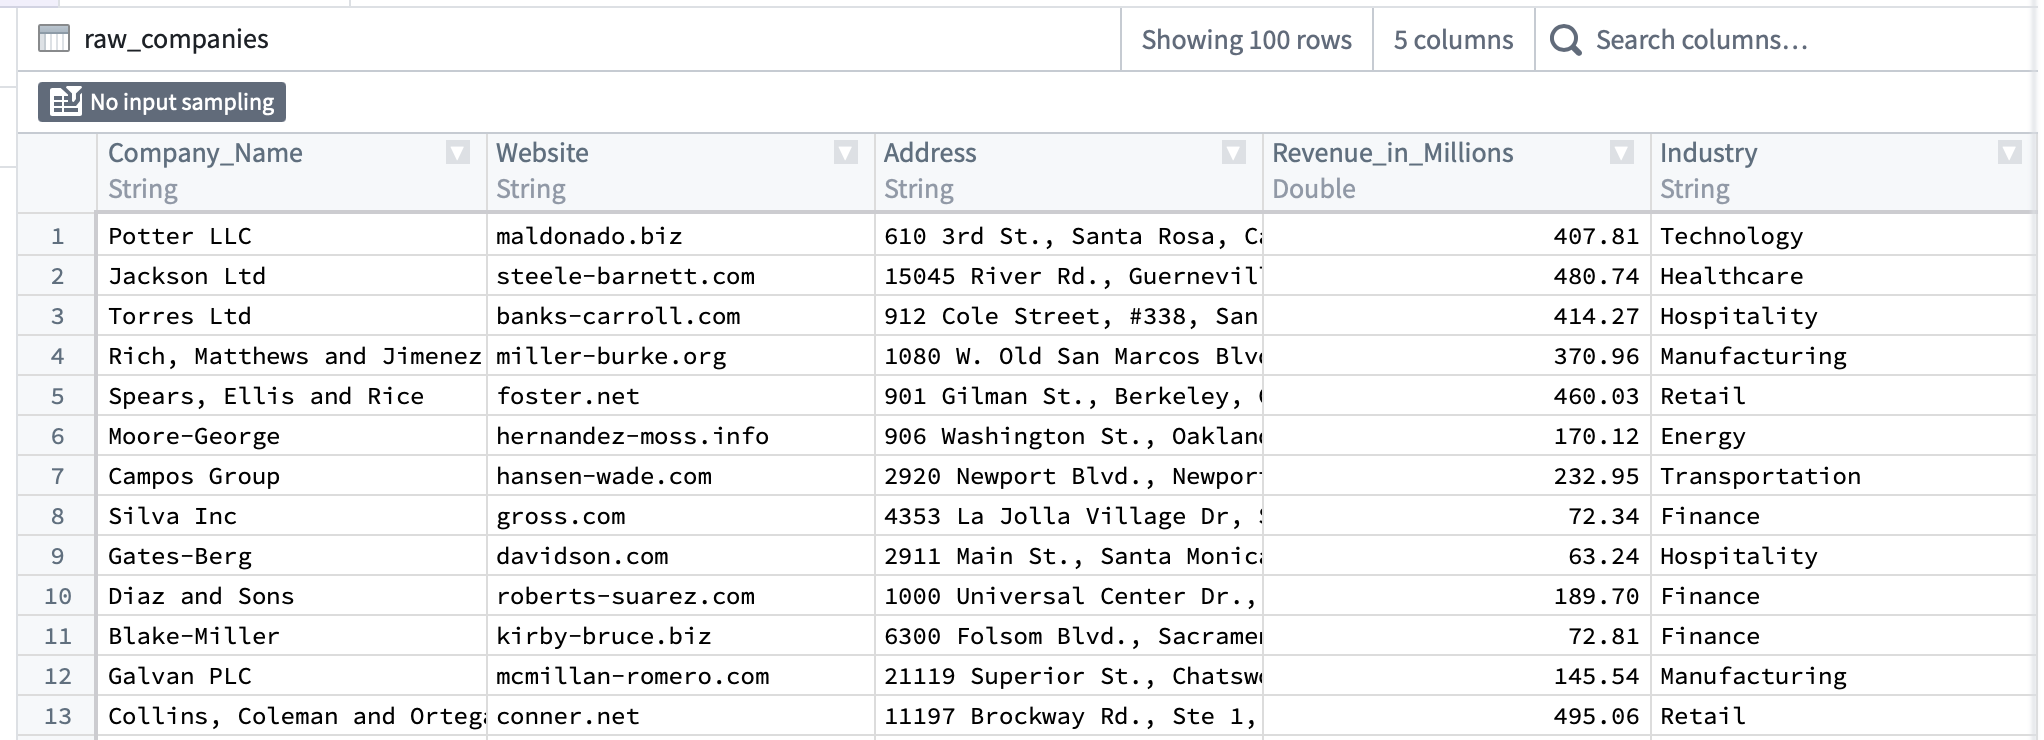 raw_companies Showing 100 rows 5 columns Search columns...
No input sampling
Company_Name Website Address Revenue_in_Millions Industry
String String String Double String
1 Potter LLC maldonado.biz 610 3rd St., Santa Rosa, 407.81 Technology
2 Jackson Ltd steele-barnett.com 15045 River Rd., 480.74 Healthcare
3 Torres Ltd banks-carroll.com 912 Cole Street, #338, San 414.27 Hospitality
4 Rich, Matthews and Jimenez miller-burke.org 1080 W. Old San Marcos 370.96 Manufacturing
5 Spears, Ellis and Rice foster.net 901 Gilman St., Berkeley, 460.03 Retail
6 Moore-George hernandez-moss.info 906 Washington St., 170.12 Energy
7 Campos Group hansen-wade.com 2920 Newport Blvd., 232.95 Transportation
8 Silva Inc gross.com 4353 La Jolla Village Dr, 72.34 Finance
9 Gates-Berg davidson.com 2911 Main St., Santa 63.24 Hospitality
10 Diaz and Sons roberts-suarez.com 1000 Universal Center Dr., 189.70 Finance
11 Blake-Miller kirby-bruce.biz 6300 Folsom Blvd., 72.81 Finance
12 Galvan PLC mcmillan-romero.com 21119 Superior St., 145.54 Manufacturing
13 Collins, Coleman and conner.net 11197 Brockway Rd., Ste 1, 495.06 Retail